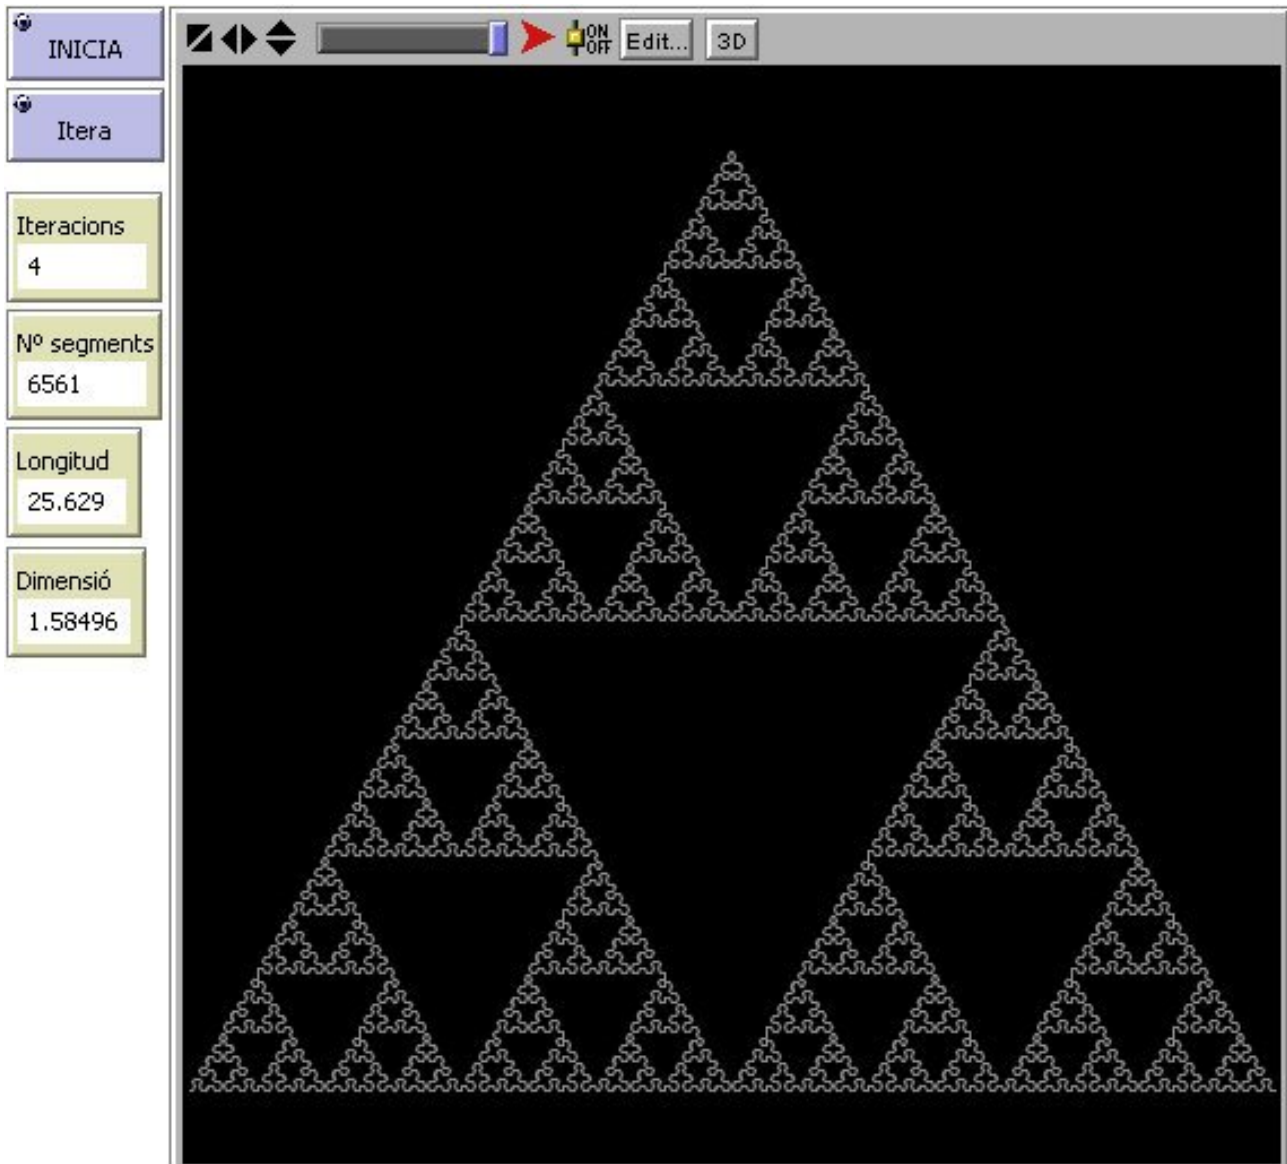 INICIA
ON
OFF
Edit...
3D
Itera
Iteracions
4
Nº segments
6561
Longitud
25.629
Dimensió
1.58496